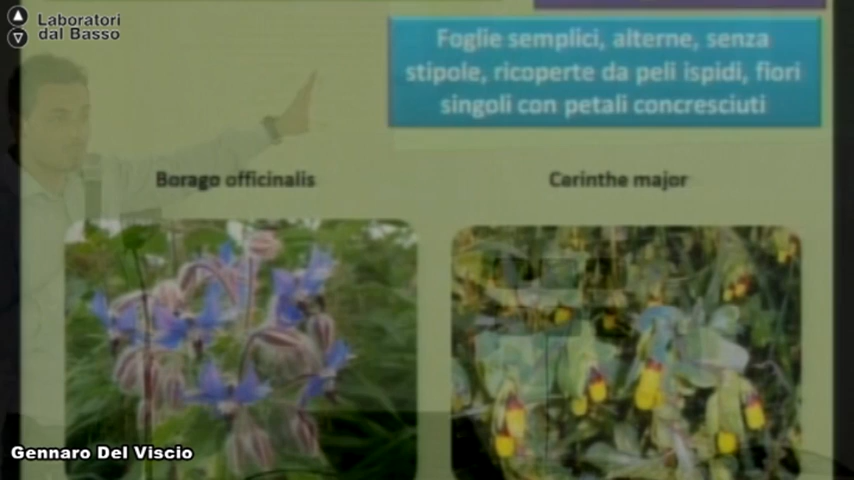 Laboratori
dal Basso
Foglie semplici, alterne, senza
stipole, ricoperte da peli ispidi, fiori
singoli con petali concresciuti
Borago officinalis
Cerinthe major
Gennaro Del Viscio